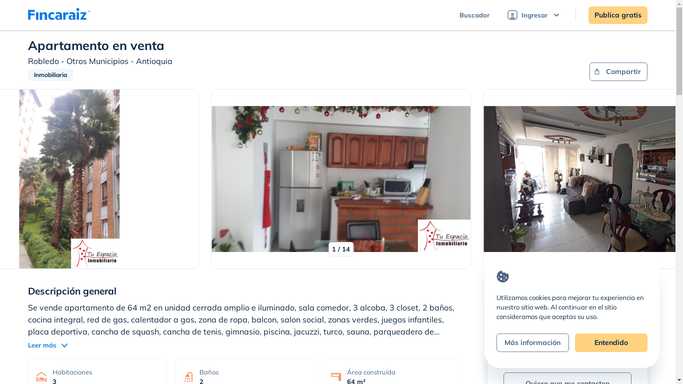 Fincaraiz
Buscador
Ingresar
Publica gratis
Apartamento en venta
Robledo - Otros Municipios - Antioquia
Inmobiliaria
Compartir
Tu Espacio
Inmobiliario
Tu Espacio
Inmobiliario
1 / 14
Descripción general
Se vende apartamento de 64 m2 en unidad cerrada amplio e iluminado, sala comedor, 3 alcoba, 3 closet, 2 baños,
cocina integral, red de gas, calentador a gas, zona de ropa, balcon, salon social, zonas verdes, juegos infantiles,
placa deportiva, cancha de squash, cancha de tenis, gimnasio, piscina, jacuzzi, turco, sauna, parqueadero de...
Leer más
Habitaciones
3
Baños
2
Área construida
64 m²
Utilizamos cookies para mejorar tu experiencia en
nuestro sitio web. Al continuar en el sitio
consideramos que aceptas su uso.
Más información
Entendido
Quiero que me contacten